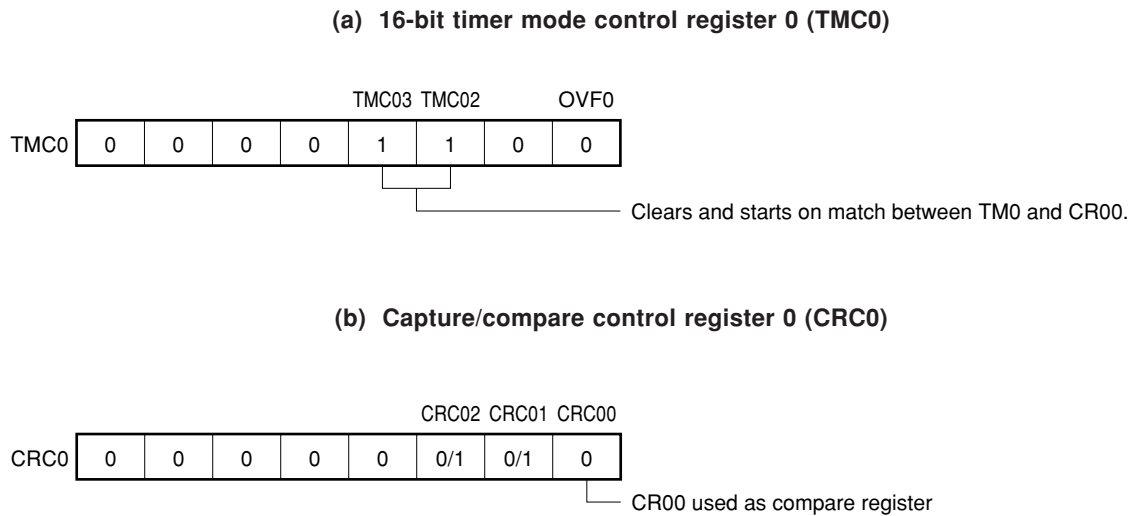 (a) 16-bit timer mode control register 0 (TMC0)
TMC03 TMC02 OVF0
TMC0 0 0 0 0 1 1 0 0
Clears and starts on match between TM0 and CR00.
(b) Capture/compare control register 0 (CRC0)
CRC02 CRC01 CRC00
CRC0 0 0 0 0 0 0/1 0/1 0
CR00 used as compare register